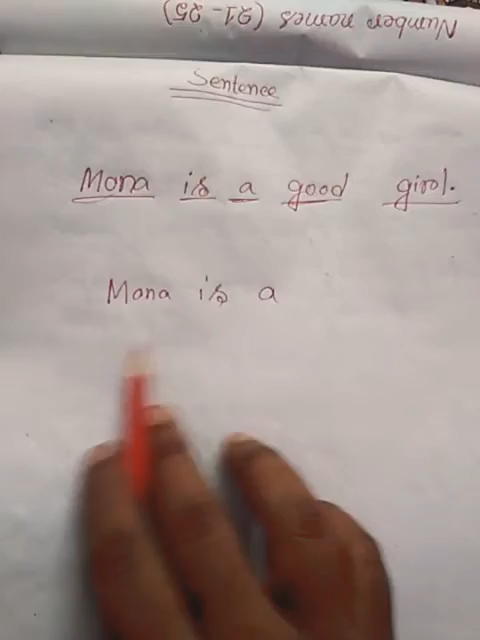 Number names (21-25)
Sentence
Mona is a good girl.
Mona is a